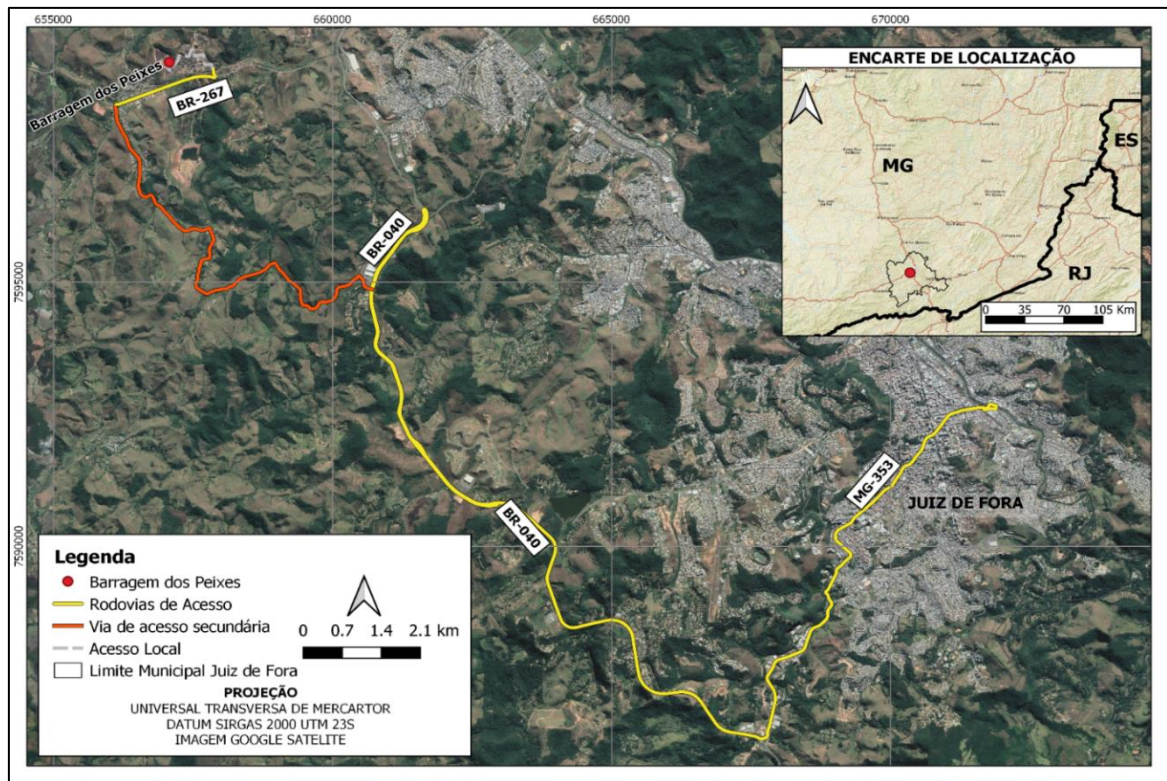 655000
660000
665000
670000
ENCARTE DE LOCALIZAÇÃO
MG
ES
RJ
0 35 70 105 Km
Barragem dos Peixes
BR-267
BR-040
7595000
7595000
MG-353
JUIZ DE FORA
BR-040
7590000
7590000
Legenda
Barragem dos Peixes
Rodovias de Acesso
Via de acesso secundária
Acesso Local
Limite Municipal Juiz de Fora
0 0.7 1.4 2.1 km
PROJEÇÃO
UNIVERSAL TRANSVERSA DE MERCARTOR
DATUM SIRGAS 2000 UTM 23S
IMAGEM GOOGLE SATELITE